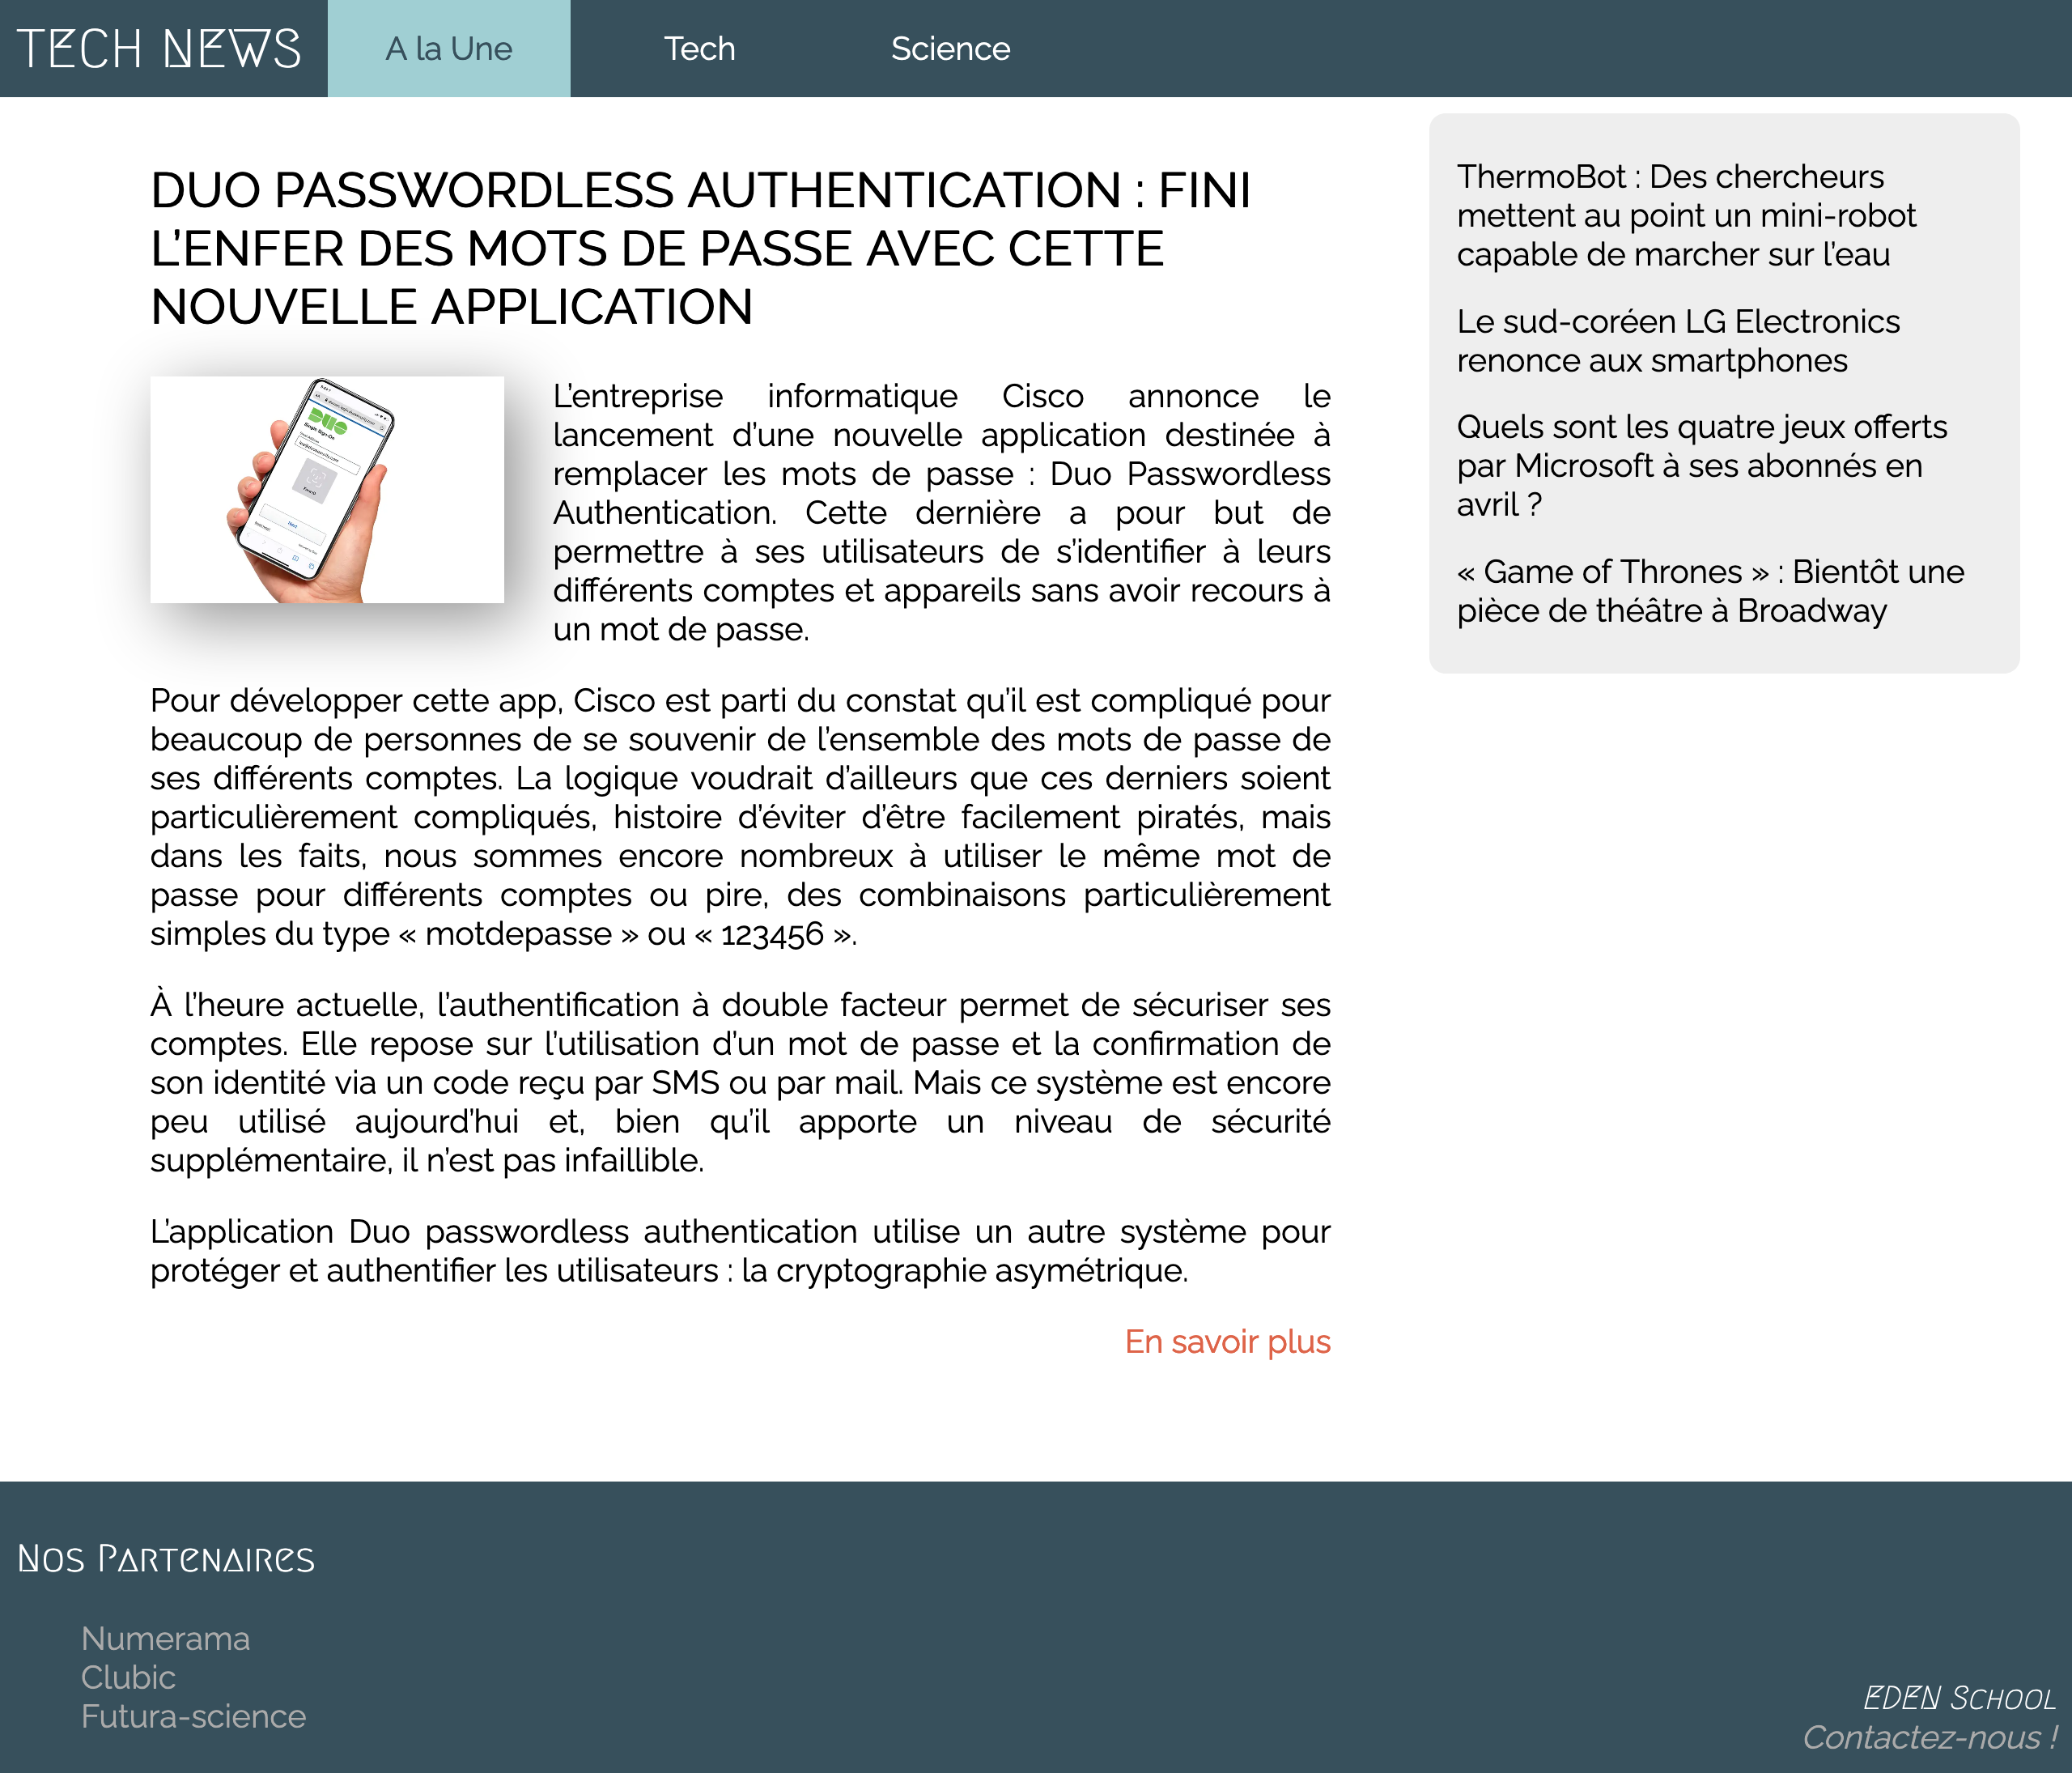 TECH NEWS
A la Une
Tech
Science
DUO PASSWORDLESS AUTHENTICATION : FINI
L’ENFER DES MOTS DE PASSE AVEC CETTE
NOUVELLE APPLICATION
L’entreprise informatique Cisco annonce le
lancement d’une nouvelle application destinée à
remplacer les mots de passe : Duo Passwordless
Authentication. Cette dernière a pour but de
permettre à ses utilisateurs de s’identifier à leurs
différents comptes et appareils sans avoir recours à
un mot de passe.
Pour développer cette app, Cisco est parti du constat qu’il est compliqué pour
beaucoup de personnes de se souvenir de l’ensemble des mots de passe de
ses différents comptes. La logique voudrait d’ailleurs que ces derniers soient
particulièrement compliqués, histoire d’éviter d’être facilement piratés, mais
dans les faits, nous sommes encore nombreux à utiliser le même mot de
passe pour différents comptes ou pire, des combinaisons particulièrement
simples du type « motdepasse » ou « 123456 ».
À l’heure actuelle, l’authentification à double facteur permet de sécuriser ses
comptes. Elle repose sur l’utilisation d’un mot de passe et la confirmation de
son identité via un code reçu par SMS ou par mail. Mais ce système est encore
peu utilisé aujourd’hui et, bien qu’il apporte un niveau de sécurité
supplémentaire, il n’est pas infaillible.
L’application Duo passwordless authentication utilise un autre système pour
protéger et authentifier les utilisateurs : la cryptographie asymétrique.
En savoir plus
ThermoBot : Des chercheurs
mettent au point un mini-robot
capable de marcher sur l’eau
Le sud-coréen LG Electronics
renonce aux smartphones
Quels sont les quatre jeux offerts
par Microsoft à ses abonnés en
avril ?
« Game of Thrones » : Bientôt une
pièce de théâtre à Broadway
DUO
Single Sign-On
Nos Partenaires
Numerama
Clubic
Futura-science
EDEN School
Contactez-nous !